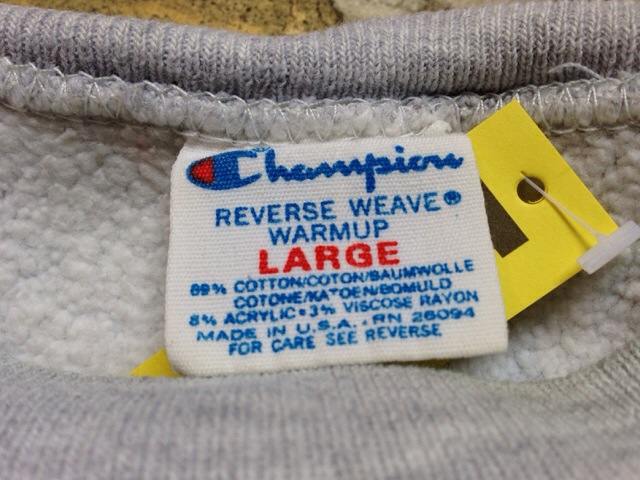 Champion
REVERSE WEAVE®
WARMUP
LARGE
89% COTTON/COTON/BAUMWOLLE
COTONE/KATOEN/BOMULD
8% ACRYLIC • 3% VISCOSE RAYON
MADE IN U.S.A. • RN 26094
FOR CARE SEE REVERSE